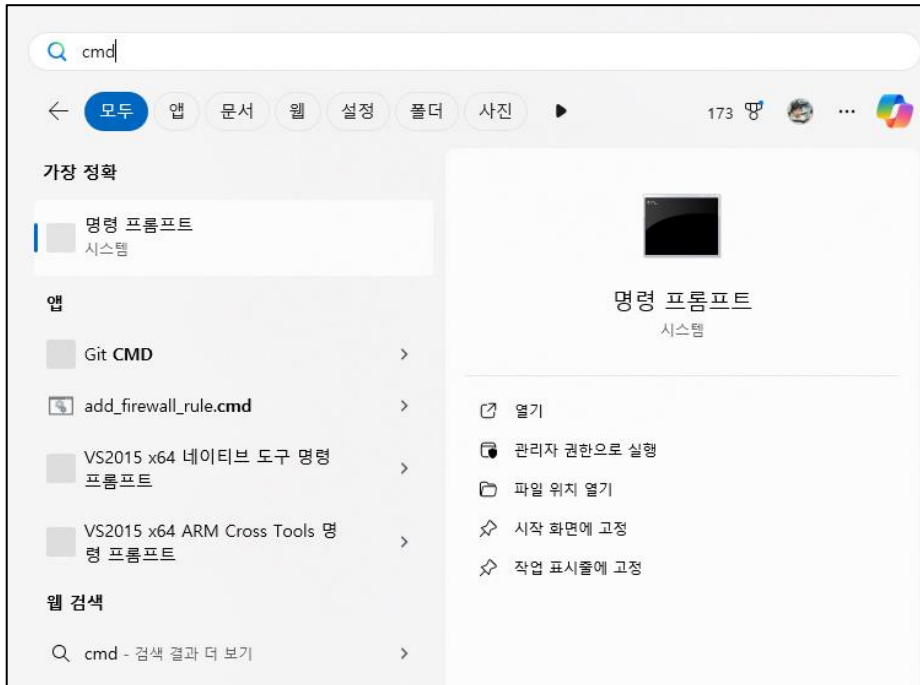 cmd
모두 앱 문서 웹 설정 폴더 사진 173
가장 정확
명령 프롬프트
시스템
앱
Git CMD
add_firewall_rule.cmd
VS2015 x64 네이티브 도구 명령
프롬프트
VS2015 x64 ARM Cross Tools 명
령 프롬프트
웹 검색
cmd - 검색 결과 더 보기
명령 프롬프트
시스템
열기
관리자 권한으로 실행
파일 위치 열기
시작 화면에 고정
작업 표시줄에 고정